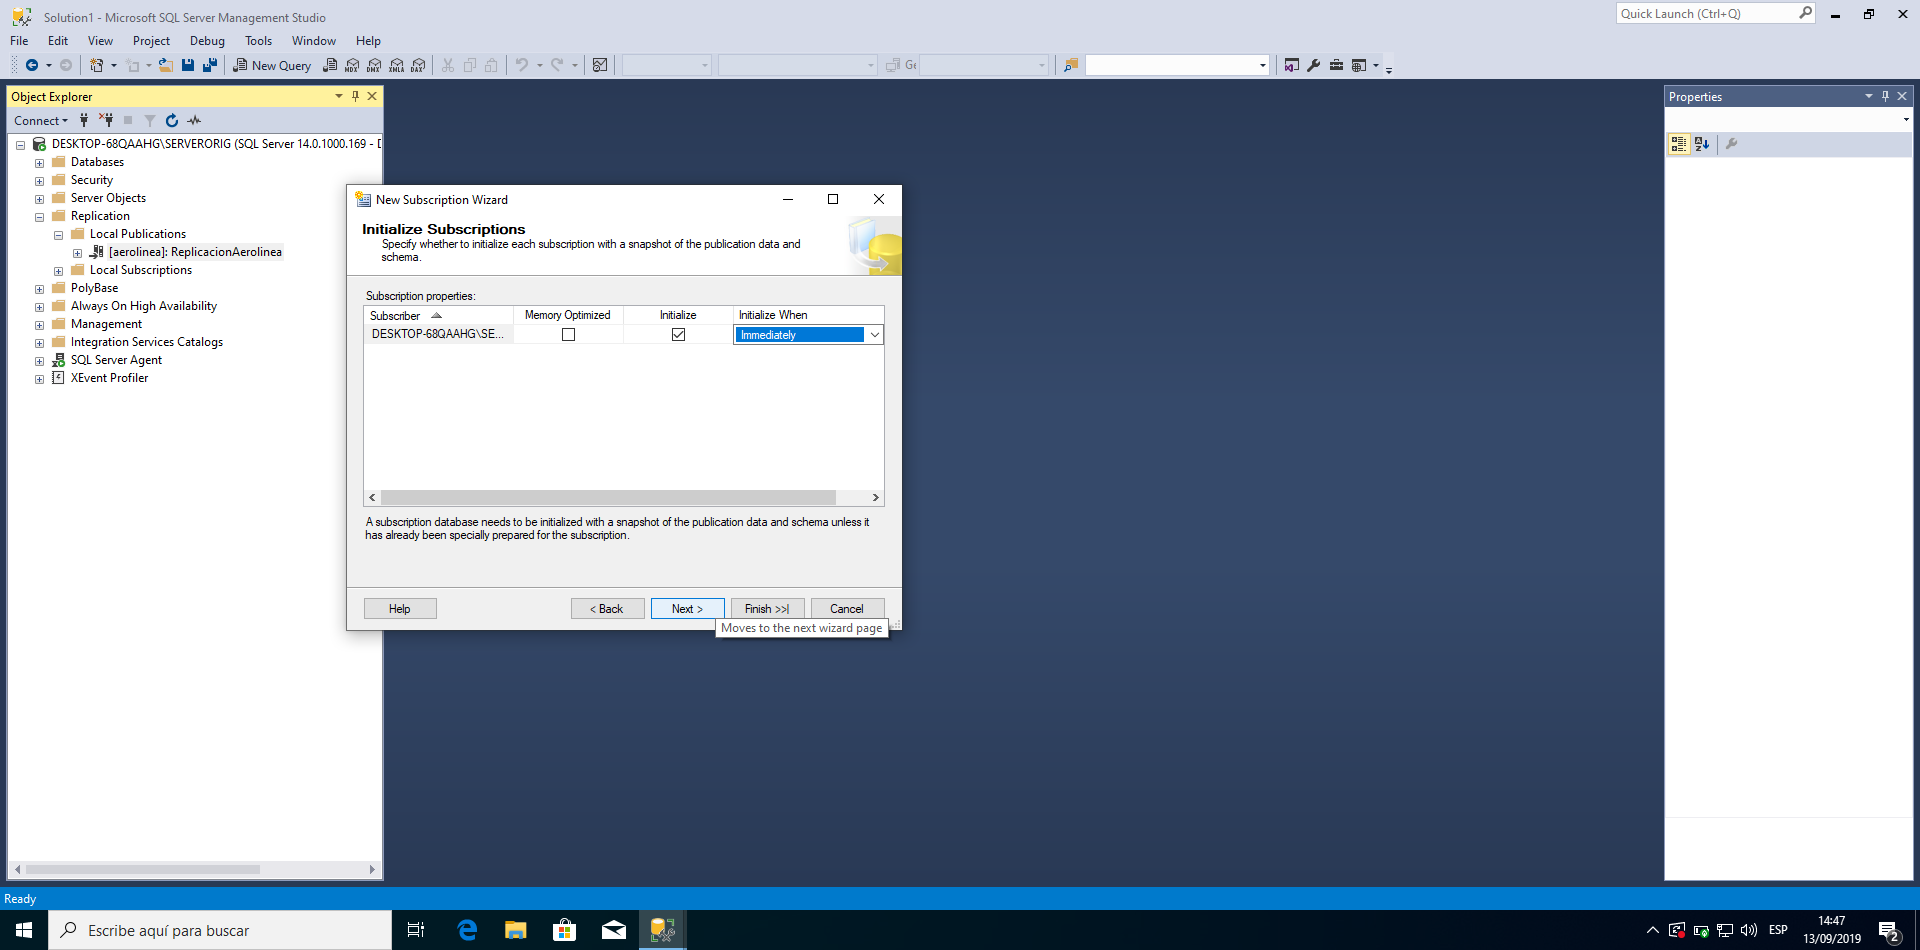 Solution1 - Microsoft SQL Server Management Studio
Quick Launch (Ctrl+Q)
File Edit View Project Debug Tools Window Help
New Query
Object Explorer
Connect
DESKTOP-68QAAHG\SERVERORIG (SQL Server 14.0.1000.169 - D
Databases
Security
Server Objects
Replication
Local Publications
[aerolinea]: ReplicacionAerolinea
Local Subscriptions
PolyBase
Always On High Availability
Management
Integration Services Catalogs
SQL Server Agent
XEvent Profiler
New Subscription Wizard
Initialize Subscriptions
Specify whether to initialize each subscription with a snapshot of the publication data and
schema.
Subscription properties:
Subscriber Memory Optimized Initialize Initialize When
DESKTOP-68QAAHG\SE... Immediately
A subscription database needs to be initialized with a snapshot of the publication data and schema unless it
has already been specially prepared for the subscription.
Help < Back Next > Finish >>| Cancel
Moves to the next wizard page
Properties
Ready
Escribe aquí para buscar
ESP
14:47
13/09/2019
2